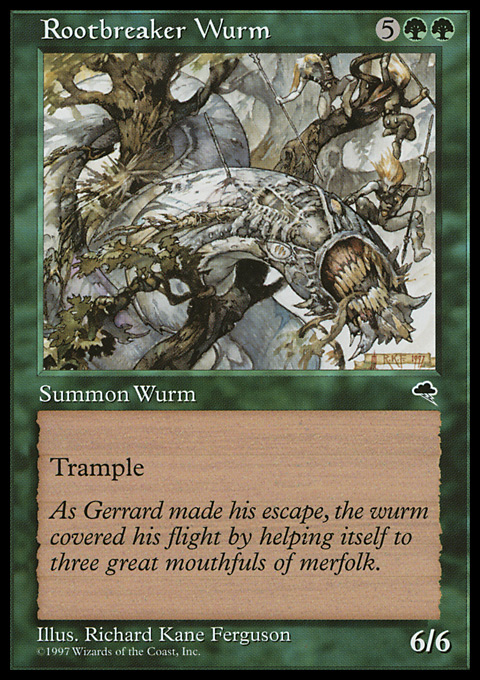 Rootbreaker Wurm 5
Summon Wurm
Trample
As Gerrard made his escape, the wurm
covered his flight by helping itself to
three great mouthfuls of merfolk.
Illus. Richard Kane Ferguson
©1997 Wizards of the Coast, Inc.
6/6